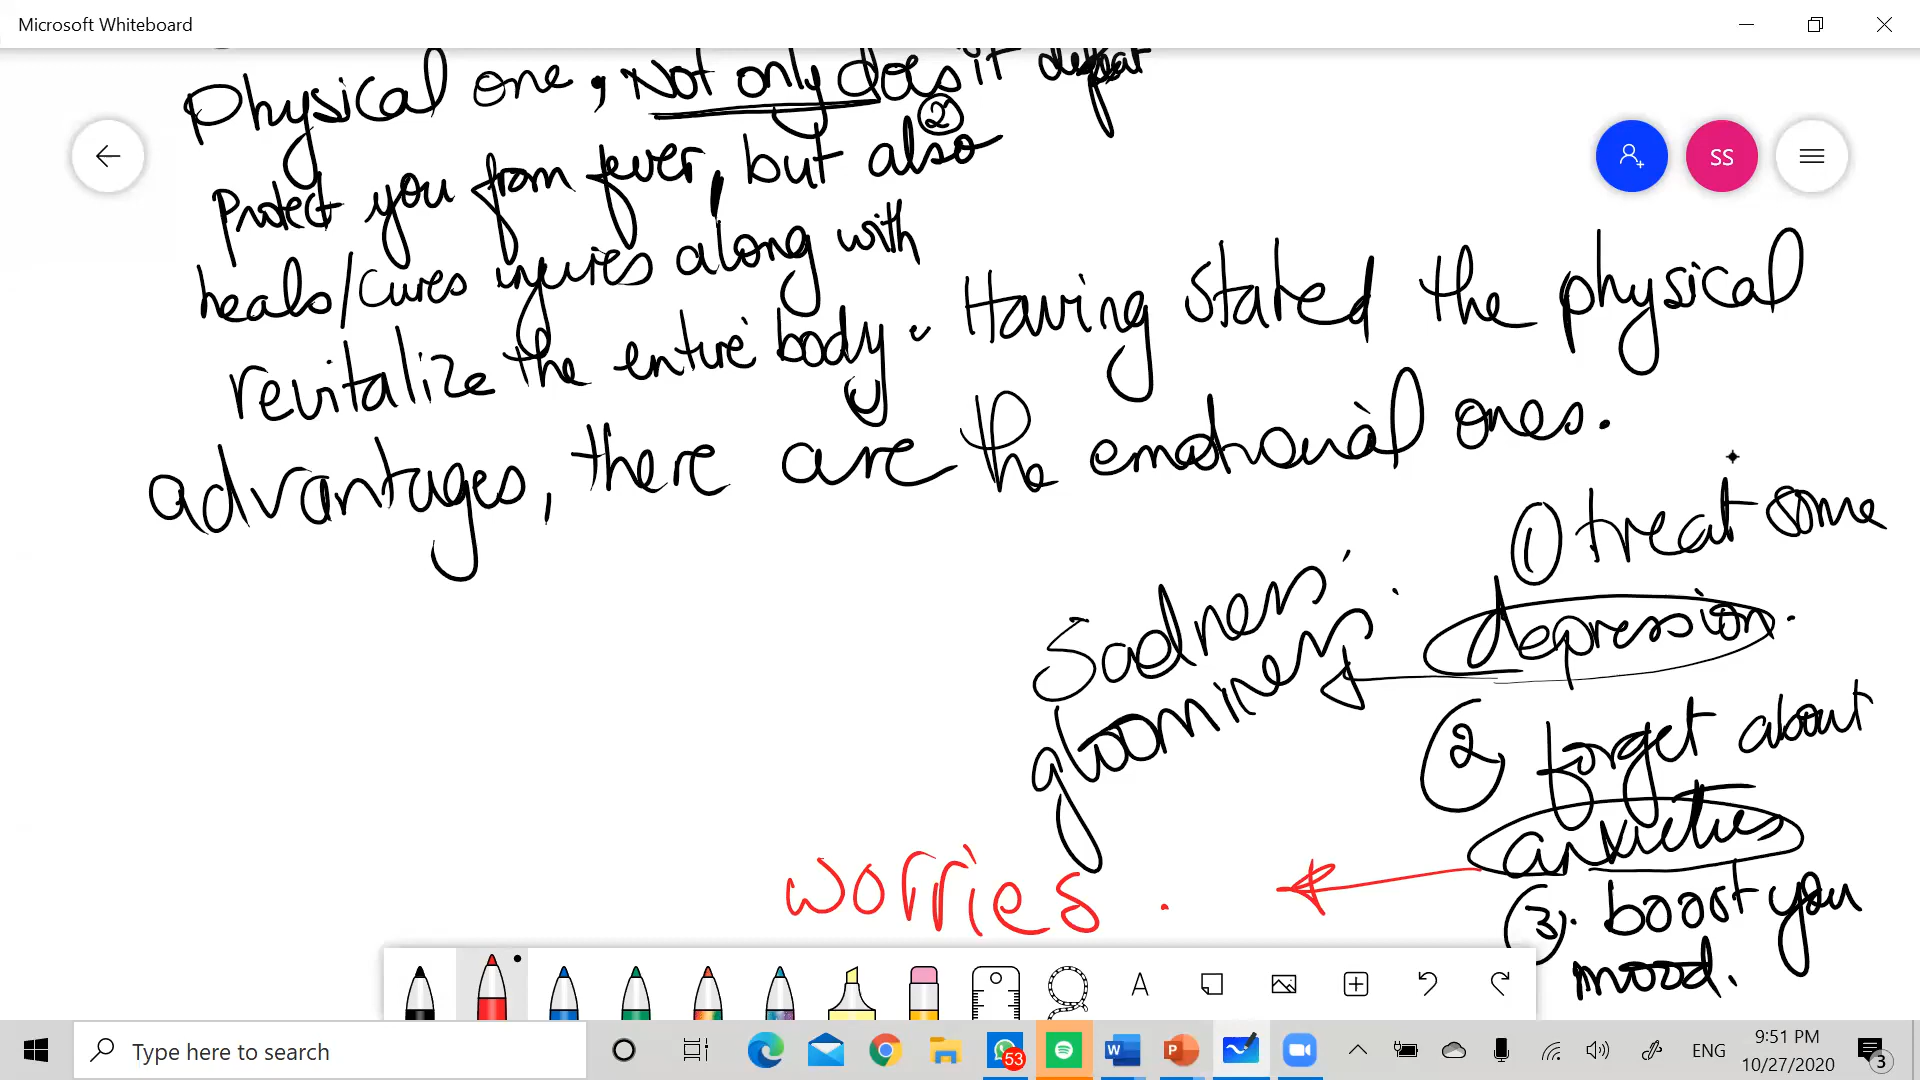 Microsoft Whiteboard
Physical one, Not only does it
Protect you from fever, but also
2
heals/cures injuries along with
revitalize the entire body. Having stated the physical
advantages, there are the emotional ones.
1 treat some
depression.
Sadness.
gloominess
2 forget about
anxieties
worries.
3. boost you
mood.
SS
A
Type here to search
53
W
P
ENG
9:51 PM
10/27/2020
3